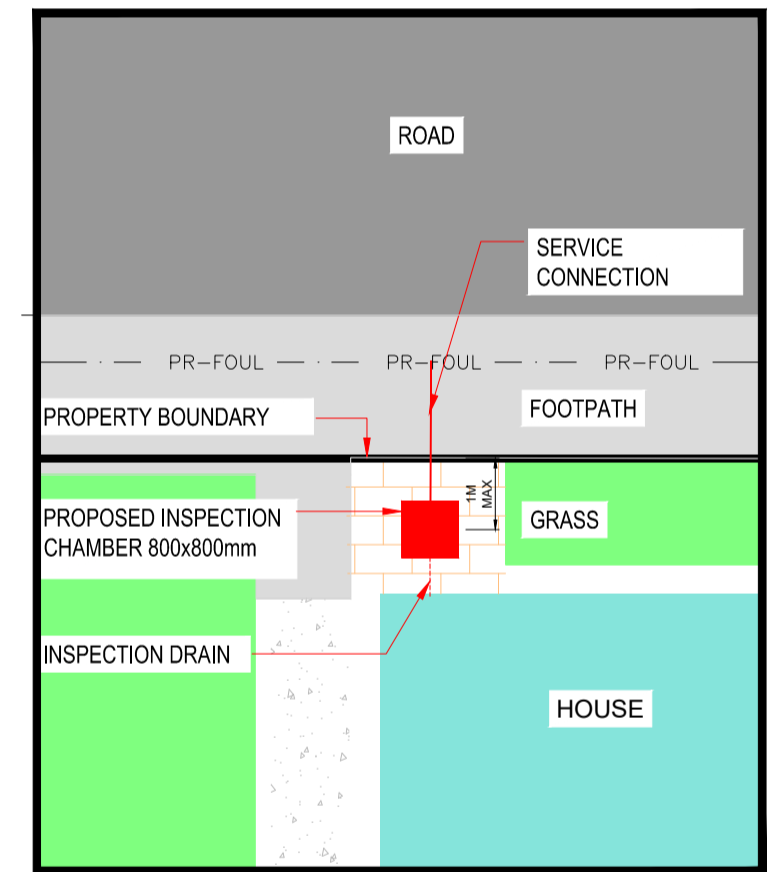 ROAD
SERVICE
CONNECTION
PR-FOUL PR-FOUL PR-FOUL
PROPERTY BOUNDARY
FOOTPATH
1M
MAX
PROPOSED INSPECTION
CHAMBER 800x800mm
GRASS
INSPECTION DRAIN
HOUSE